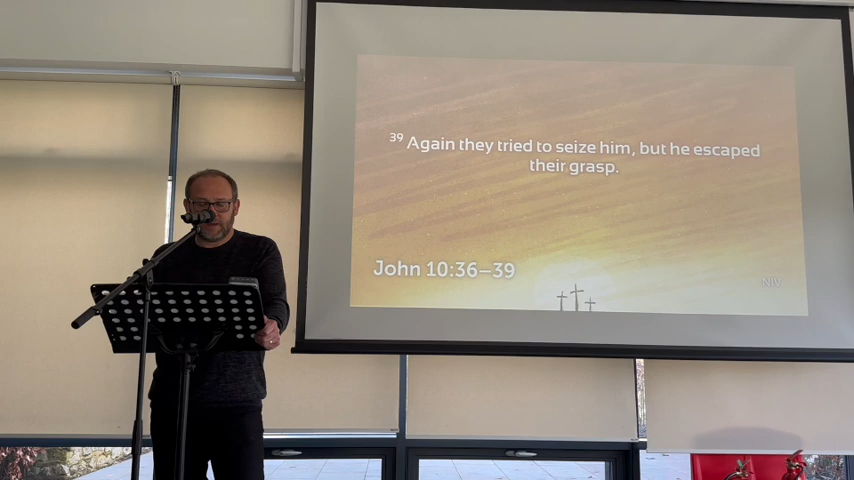 39 Again they tried to seize him, but he escaped
their grasp.
John 10:36–39
NIV